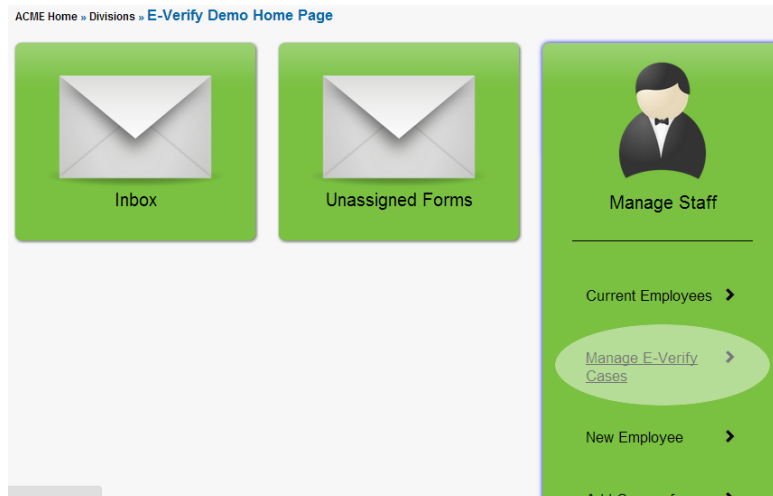 ACME Home » Divisions » E-Verify Demo Home Page
Inbox
Unassigned Forms
Manage Staff
Current Employees
Manage E-Verify
Cases
New Employee